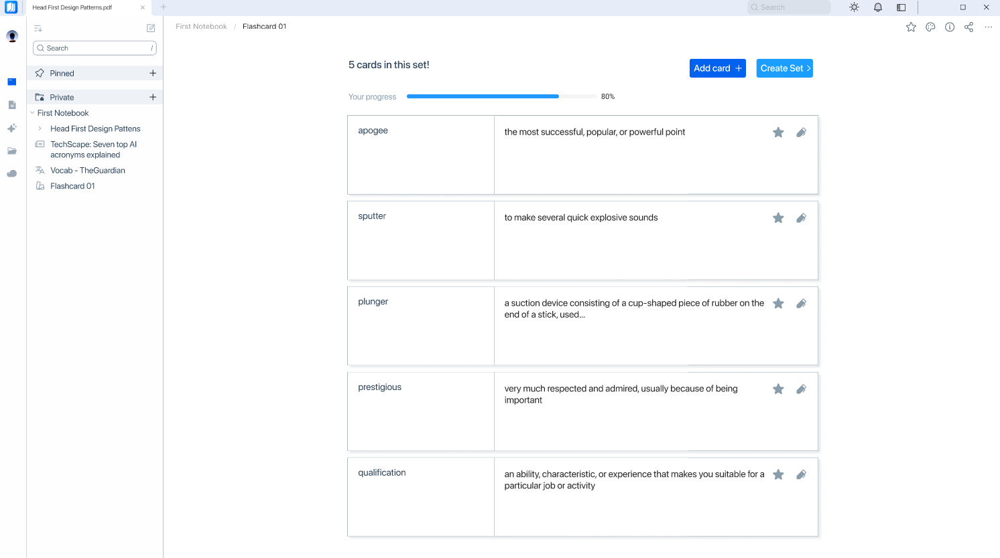 Head First Design Patterns.pdf
Search
First Notebook / Flashcard 01
Search /
Pinned
Private
First Notebook
Head First Design Pattens
TechScape: Seven top AI
acronyms explained
Vocab - TheGuardian
Flashcard 01
5 cards in this set!
Add card +
Create Set >
Your progress
80%
apogee
the most successful, popular, or powerful point
sputter
to make several quick explosive sounds
plunger
a suction device consisting of a cup-shaped piece of rubber on the
end of a stick, used...
prestigious
very much respected and admired, usually because of being
important
qualification
an ability, characteristic, or experience that makes you suitable for a
particular job or activity